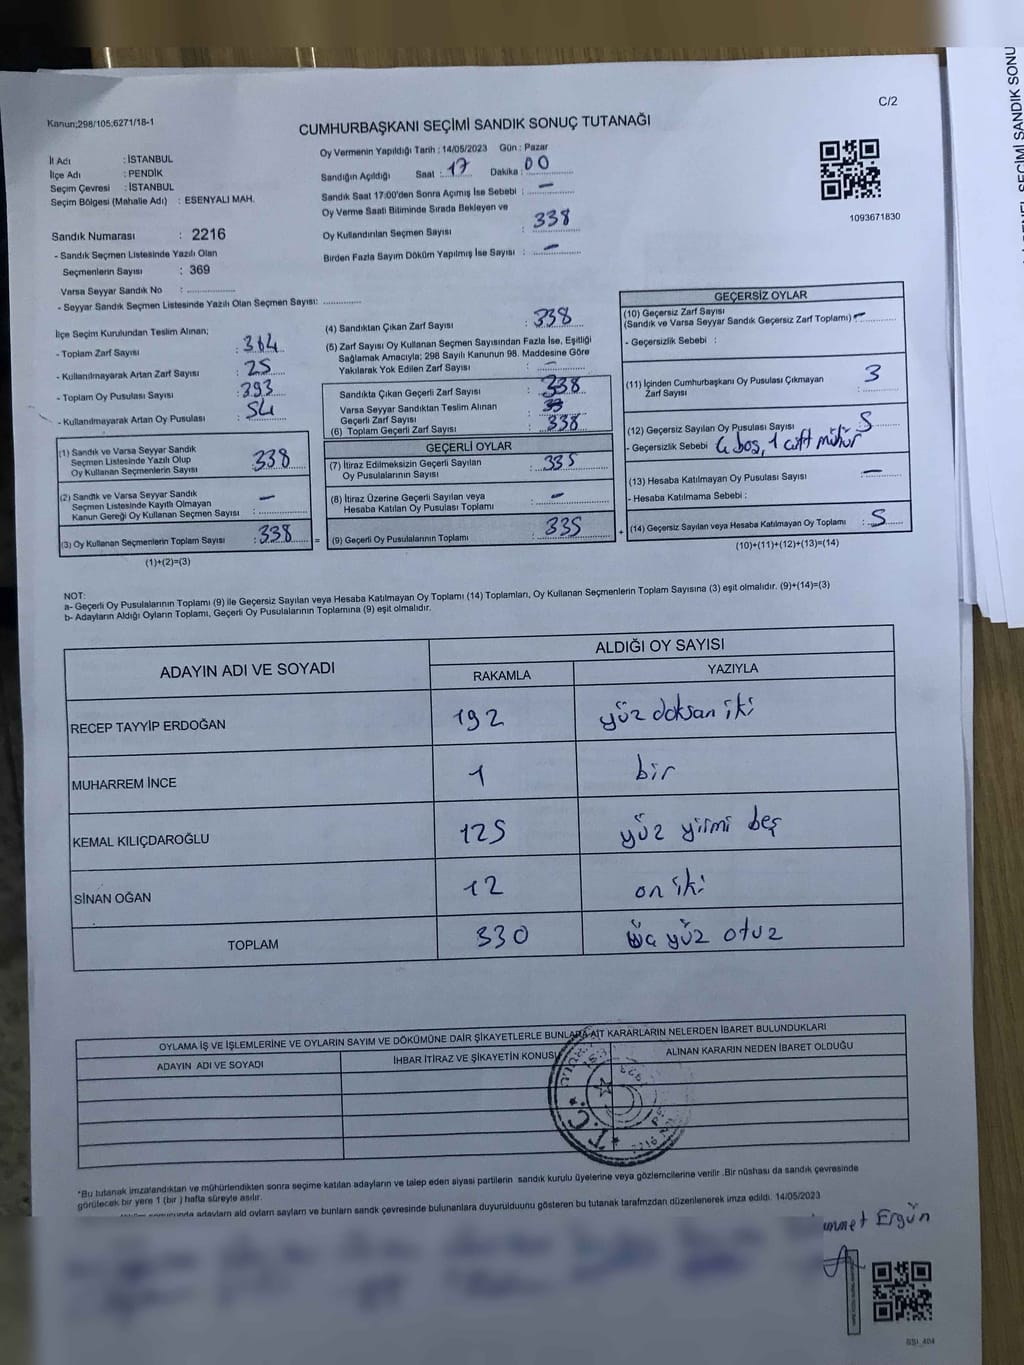 C/2
Kanun;298/105;6271/18-1
CUMHURBAŞKANI SEÇİMİ SANDIK SONUÇ TUTANAĞI
İl Adı : İSTANBUL
İlçe Adı : PENDİK
Seçim Çevresi : İSTANBUL
Seçim Bölgesi (Mahalle Adı) : ESENYALI MAH.
Sandık Numarası : 2216
- Sandık Seçmen Listesinde Yazılı Olan
Seçmenlerin Sayısı : 369
Varsa Seyyar Sandık No :
- Seyyar Sandık Seçmen Listesinde Yazılı Olan Seçmen Sayısı:
Oy Vermenin Yapıldığı Tarih : 14/05/2023 Gün : Pazar
Sandığın Açıldığı Saat : 17 Dakika : 00
Sandık Saat 17:00'den Sonra Açımış İse Sebebi : -
Oy Verme Saati Bitiminde Sırada Bekleyen ve
Oy Kullandırılan Seçmen Sayısı : 338
Birden Fazla Sayım Döküm Yapılmış İse Sayısı : -
1093671830
İlçe Seçim Kurulundan Teslim Alınan;
- Toplam Zarf Sayısı : 364
- Kullanılmayarak Artan Zarf Sayısı : 25
- Toplam Oy Pusulası Sayısı : 393
- Kullanılmayarak Artan Oy Pusulası : 54
(1) Sandık ve Varsa Seyyar Sandık
Seçmen Listesinde Yazılı Olup
Oy Kullanan Seçmenlerin Sayısı : 338
(2) Sandık ve Varsa Seyyar Sandık
Seçmen Listesinde Kayıtlı Olmayan
Kanun Gereği Oy Kullanan Seçmen Sayısı : -
(3) Oy Kullanan Seçmenlerin Toplam Sayısı : 338 =
(1)+(2)=(3)
(4) Sandıktan Çıkan Zarf Sayısı : 338
(5) Zarf Sayısı Oy Kullanan Seçmen Sayısından Fazla İse, Eşitliği
Sağlamak Amacıyla; 298 Sayılı Kanunun 98. Maddesine Göre
Yakılarak Yok Edilen Zarf Sayısı : -
Sandıkta Çıkan Geçerli Zarf Sayısı : 338
Varsa Seyyar Sandıktan Teslim Alınan
Geçerli Zarf Sayısı :
(6) Toplam Geçerli Zarf Sayısı : 338
GEÇERLİ OYLAR
(7) İtiraz Edilmeksizin Geçerli Sayılan
Oy Pusulalarının Sayısı : 335
(8) İtiraz Üzerine Geçerli Sayılan veya
Hesaba Katılan Oy Pusulası Toplamı : -
(9) Geçerli Oy Pusulalarının Toplamı : 335 +
GEÇERSİZ OYLAR
(10) Geçersiz Zarf Sayısı
(Sandık ve Varsa Seyyar Sandık Geçersiz Zarf Toplamı) : -
- Geçersizlik Sebebi :
(11) İçinden Cumhurbaşkanı Oy Pusulası Çıkmayan
Zarf Sayısı : 3
(12) Geçersiz Sayılan Oy Pusulası Sayısı : 5
- Geçersizlik Sebebi 4 boş, 1 çift mühür
(13) Hesaba Katılmayan Oy Pusulası Sayısı : -
- Hesaba Katılmama Sebebi :
(14) Geçersiz Sayılan veya Hesaba Katılmayan Oy Toplamı : 5
(10)+(11)+(12)+(13)=(14)
NOT:
a- Geçerli Oy Pusulalarının Toplamı (9) ile Geçersiz Sayılan veya Hesaba Katılmayan Oy Toplamı (14) Toplamları, Oy Kullanan Seçmenlerin Toplam Sayısına (3) eşit olmalıdır. (9)+(14)=(3)
b- Adayların Aldığı Oyların Toplamı, Geçerli Oy Pusulalarının Toplamına (9) eşit olmalıdır.
ADAYIN ADI VE SOYADI ALDIĞI OY SAYISI
RAKAMLA YAZIYLA
RECEP TAYYİP ERDOĞAN 192 yüz doksan iki
MUHARREM İNCE 1 bir
KEMAL KILIÇDAROĞLU 125 yüz yirmi beş
SİNAN OĞAN 12 on iki
TOPLAM 330 üç yüz otuz
OYLAMA İŞ VE İŞLEMLERİNE VE OYLARIN SAYIM VE DÖKÜMÜNE DAİR ŞİKAYETLERLE BUNLARA AİT KARARLARIN NELERDEN İBARET BULUNDUKLARI
ADAYIN ADI VE SOYADI İHBAR İTİRAZ VE ŞİKAYETİN KONUSU ALINAN KARARIN NEDEN İBARET OLDUĞU
T.C.
*Bu tutanak imzalandıktan ve mühürlendikten sonra seçime katılan adayların ve talep eden siyasi partilerin sandık kurulu üyelerine veya gözlemcilerine verilir .Bir nüshası da sandık çevresinde
görülecek bir yere 1 (bir ) hafta süreyle asılır.
adayların ald oyların sayları ve bunların sandk çevresinde bulunanlara duyurulduunu gösteren bu tutanak tarafmzdan düzenlenerek imza edildi. 14/05/2023
Ergün